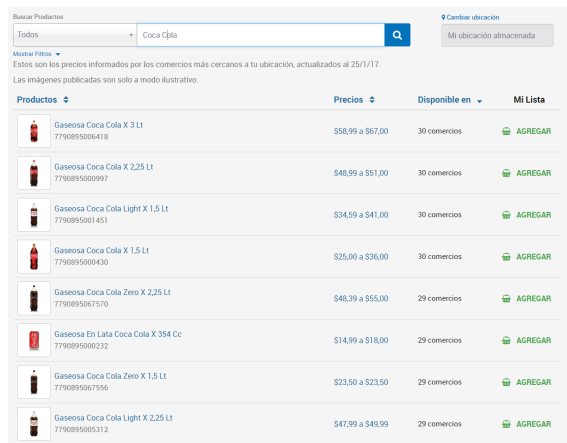 Buscar Productos
Cambiar ubicación
Todos
Coca Cola
Mi ubicación almacenada
Mostrar Filtros
Estos son los precios informados por los comercios más cercanos a tu ubicación, actualizados al 25/1/17.
Las imágenes publicadas son solo a modo ilustrativo.
Productos Precios Disponible en Mi Lista
Gaseosa Coca Cola X 3 Lt
7790895006418
$58,99 a $67,00 30 comercios AGREGAR
Gaseosa Coca Cola X 2,25 Lt
7790895000997
$48,99 a $51,00 30 comercios AGREGAR
Gaseosa Coca Cola Light X 1,5 Lt
7790895001451
$34,59 a $41,00 30 comercios AGREGAR
Gaseosa Coca Cola X 1,5 Lt
7790895000430
$25,00 a $36,00 30 comercios AGREGAR
Gaseosa Coca Cola Zero X 2,25 Lt
7790895067570
$48,39 a $55,00 29 comercios AGREGAR
Gaseosa En Lata Coca Cola X 354 Cc
7790895000232
$14,99 a $18,00 29 comercios AGREGAR
Gaseosa Coca Cola Zero X 1,5 Lt
7790895067556
$23,50 a $23,50 29 comercios AGREGAR
Gaseosa Coca Cola Light X 2,25 Lt
7790895005312
$47,99 a $49,99 29 comercios AGREGAR